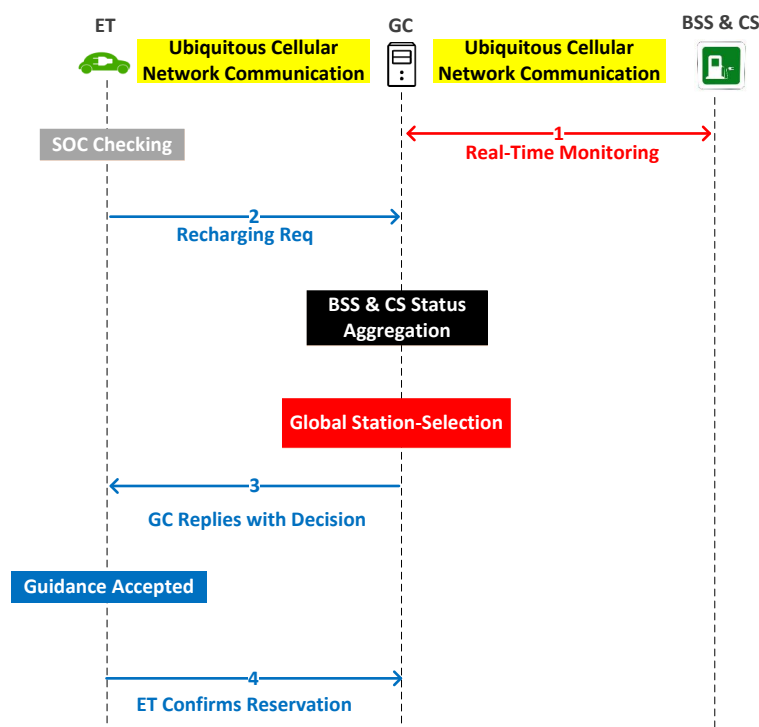 ET
GC
BSS & CS
Ubiquitous Cellular
Network Communication
Ubiquitous Cellular
Network Communication
1
Real-Time Monitoring
SOC Checking
2
Recharging Req
BSS & CS Status
Aggregation
Global Station-Selection
3
GC Replies with Decision
Guidance Accepted
4
ET Confirms Reservation